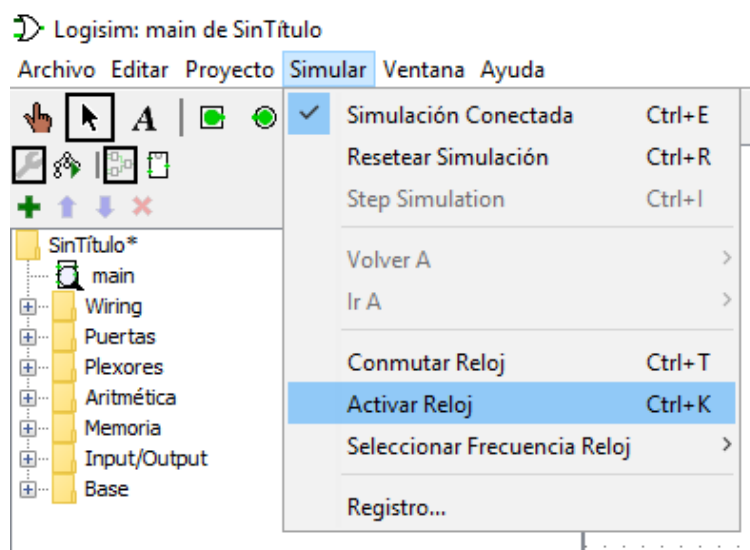 Logisim: main de SinTítulo
Archivo Editar Proyecto Simular Ventana Ayuda
A
Simulación Conectada Ctrl+E
Resetear Simulación Ctrl+R
Step Simulation Ctrl+I
Volver A
Ir A
Conmutar Reloj Ctrl+T
Activar Reloj Ctrl+K
Seleccionar Frecuencia Reloj
Registro...
SinTítulo*
main
Wiring
Puertas
Plexores
Aritmética
Memoria
Input/Output
Base